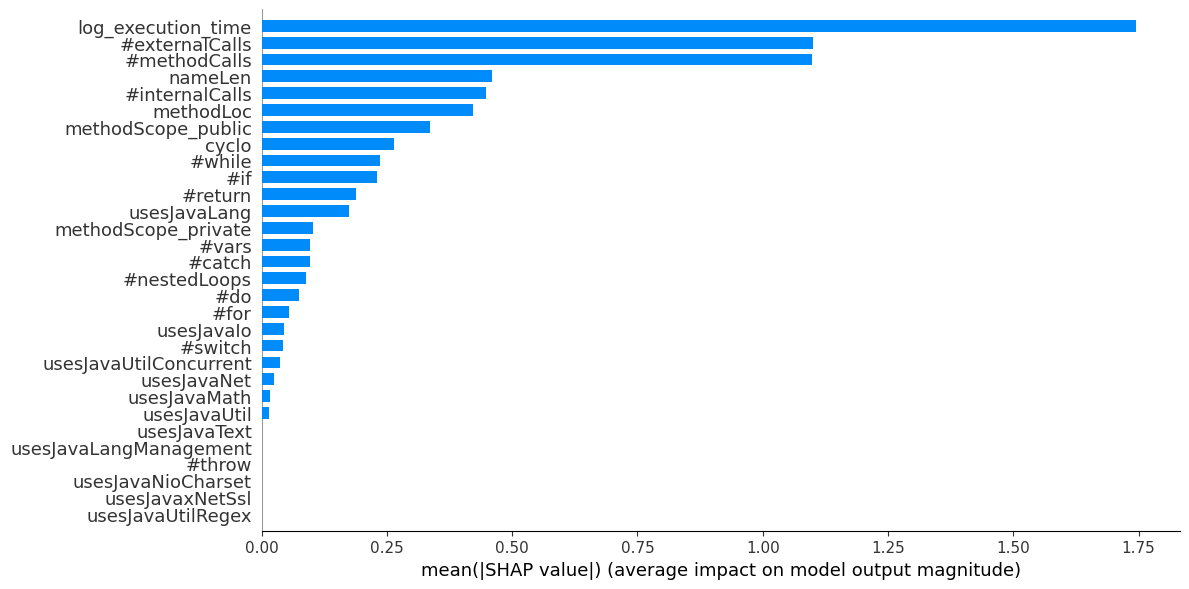 log_execution_time
#externalCalls
#methodCalls
nameLen
#internalCalls
methodLoc
methodScope_public
cyclo
#while
#if
#return
usesJavaLang
methodScope_private
#vars
#catch
#nestedLoops
#do
#for
usesJavaIo
#switch
usesJavaUtilConcurrent
usesJavaNet
usesJavaMath
usesJavaUtil
usesJavaText
usesJavaLangManagement
#throw
usesJavaNioCharset
usesJavaxNetSsl
usesJavaUtilRegex
0.00 0.25 0.50 0.75 1.00 1.25 1.50 1.75
mean(|SHAP value|) (average impact on model output magnitude)